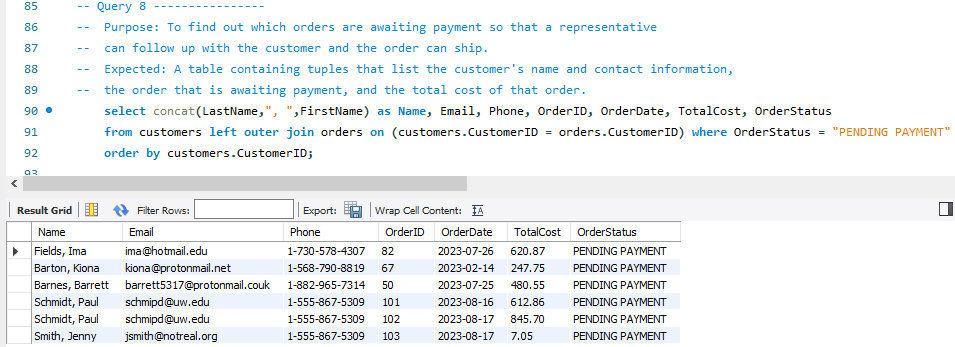 85 -- Query 8 ----------------
86 -- Purpose: To find out which orders are awaiting payment so that a representative
87 -- can follow up with the customer and the order can ship.
88 -- Expected: A table containing tuples that list the customer's name and contact information,
89 -- the order that is awaiting payment, and the total cost of that order.
90 select concat(LastName,", ",FirstName) as Name, Email, Phone, OrderID, OrderDate, TotalCost, OrderStatus
91 from customers left outer join orders on (customers.CustomerID = orders.CustomerID) where OrderStatus = "PENDING PAYMENT"
92 order by customers.CustomerID;
93
Result Grid Filter Rows: Export: Wrap Cell Content:
Name Email Phone OrderID OrderDate TotalCost OrderStatus
Fields, Ima ima@hotmail.edu 1-730-578-4307 82 2023-07-26 620.87 PENDING PAYMENT
Barton, Kiona kiona@protonmail.net 1-568-790-8819 67 2023-02-14 247.75 PENDING PAYMENT
Barnes, Barrett barrett5317@protonmail.couk 1-882-965-7314 50 2023-07-25 480.55 PENDING PAYMENT
Schmidt, Paul schmipd@uw.edu 1-555-867-5309 101 2023-08-16 612.86 PENDING PAYMENT
Schmidt, Paul schmipd@uw.edu 1-555-867-5309 102 2023-08-17 845.70 PENDING PAYMENT
Smith, Jenny jsmith@notreal.org 1-555-867-5309 103 2023-08-17 7.05 PENDING PAYMENT